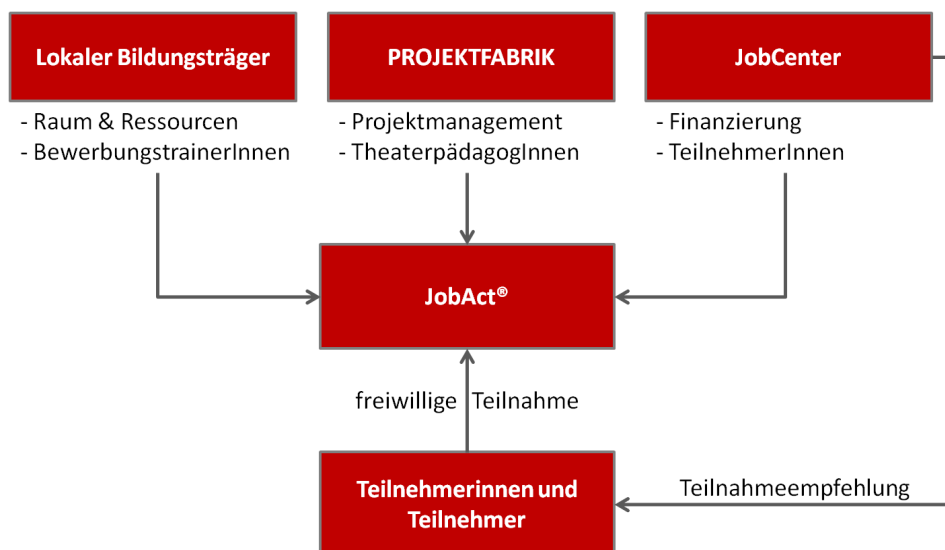 Lokaler Bildungsträger
- Raum & Ressourcen
- BewerbungstrainerInnen
PROJEKTFABRIK
- Projektmanagement
- TheaterpädagogInnen
JobCenter
- Finanzierung
- TeilnehmerInnen
JobAct®
freiwillige Teilnahme
Teilnehmerinnen und
Teilnehmer
Teilnahmeempfehlung